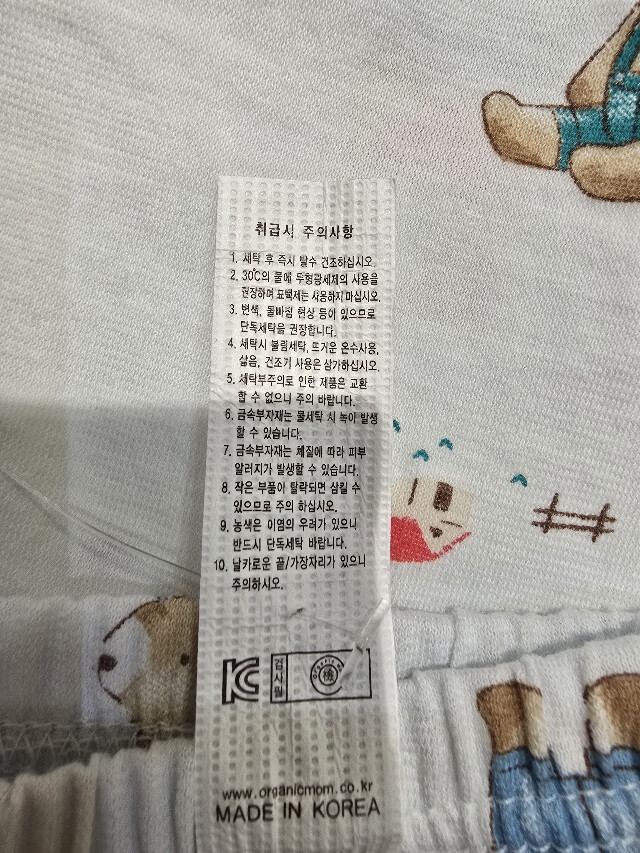 취급시 주의사항
1. 세탁 후 즉시 탈수 건조하십시오.
2. 30℃의 물에 무형광세제의 사용을
권장하며 표백제는 사용하지 마십시오.
3. 변색, 물빠짐 현상 등이 있으므로
단독세탁을 권장합니다.
4. 세탁시 불림세탁, 뜨거운 온수사용,
삶음, 건조기 사용은 삼가하십시오.
5. 세탁부주의로 인한 제품은 교환
할 수 없으니 주의 바랍니다.
6. 금속부자재는 물세탁 시 녹이 발생
할 수 있습니다.
7. 금속부자재는 체질에 따라 피부
알러지가 발생할 수 있습니다.
8. 작은 부품이 탈락되면 삼킬 수
있으므로 주의 하십시오.
9. 농색은 이염의 우려가 있으니
반드시 단독세탁 바랍니다.
10. 날카로운 끝/가장자리가 있으니
주의하십시오.
KC 검사필 檢
www.organicmom.co.kr
MADE IN KOREA